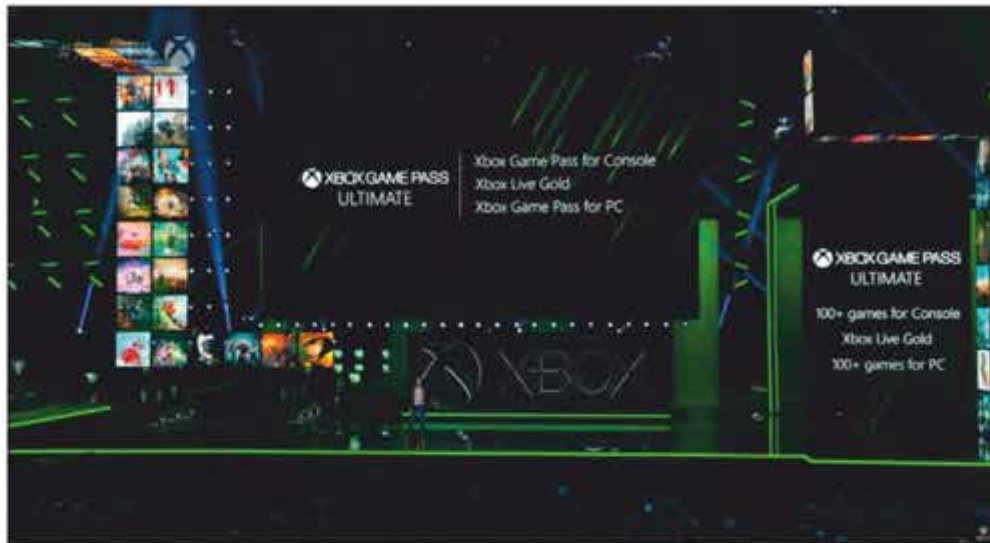 XBOX GAME PASS
ULTIMATE
Xbox Game Pass for Console
Xbox Live Gold
Xbox Game Pass for PC
XBOX GAME PASS
ULTIMATE
100+ games for Console
Xbox Live Gold
100+ games for PC
XBOX